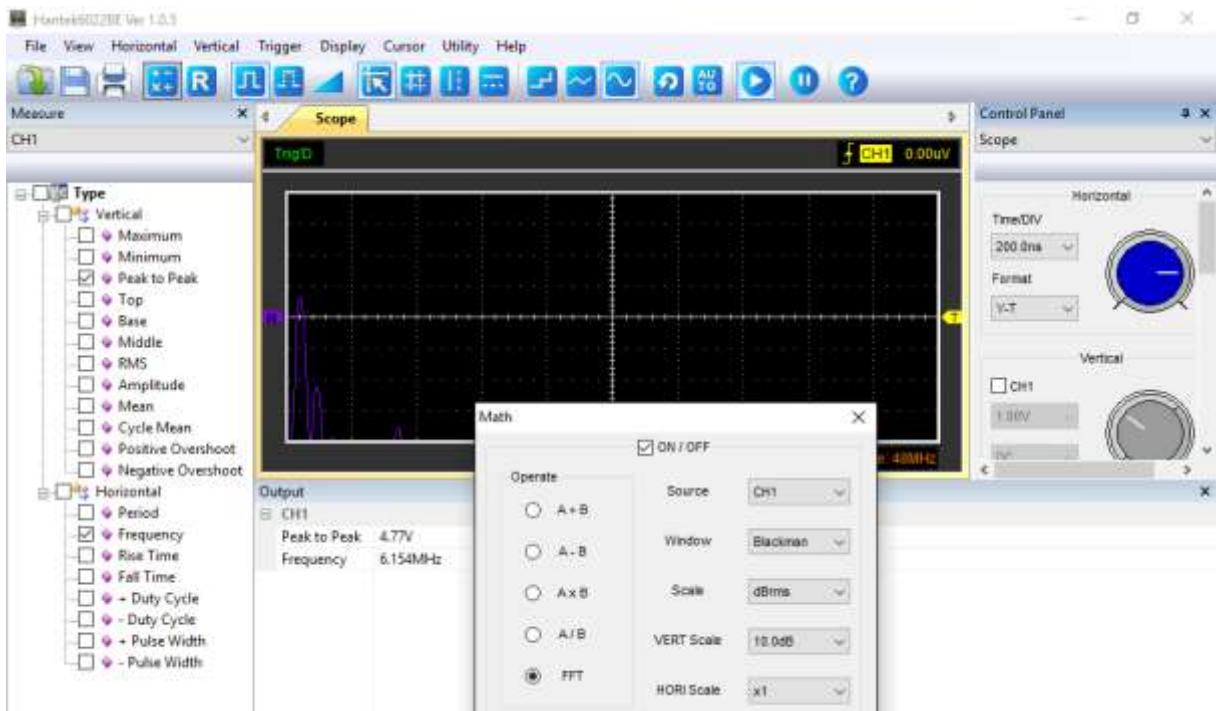 Hantek6022BE Ver 1.0.5
File View Horizontal Vertical Trigger Display Cursor Utility Help
R AUTO ?
Measure
CH1
Type
Vertical
Maximum
Minimum
Peak to Peak
Top
Base
Middle
RMS
Amplitude
Mean
Cycle Mean
Positive Overshoot
Negative Overshoot
Horizontal
Period
Frequency
Rise Time
Fall Time
+ Duty Cycle
- Duty Cycle
+ Pulse Width
- Pulse Width
Scope
Trig'D
CH1 0.00uV
T
48MHz
Output
CH1
Peak to Peak 4.77V
Frequency 6.154MHz
Math
ON / OFF
Operate
A + B
A - B
A x B
A / B
FFT
Source CH1
Window Blackman
Scale dBrms
VERT Scale 10.0dB
HORI Scale x1
Control Panel
Scope
Horizontal
Time/DIV
200.0ns
Format
Y-T
Vertical
CH1
1.00V